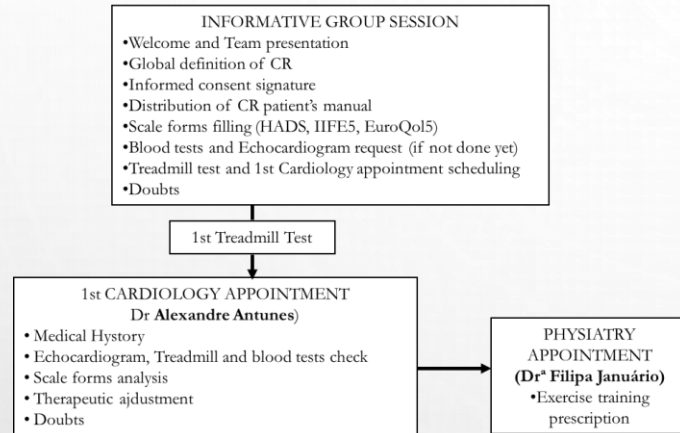 INFORMATIVE GROUP SESSION
•Welcome and Team presentation
•Global definition of CR
•Informed consent signature
•Distribution of CR patient's manual
•Scale forms filling (HADS, IIFE5, EuroQol5)
•Blood tests and Echocardiogram request (if not done yet)
•Treadmill test and 1st Cardiology appointment scheduling
•Doubts
1st Treadmill Test
1st CARDIOLOGY APPOINTMENT
Dr Alexandre Antunes)
• Medical Hystory
• Echocardiogram, Treadmill and blood tests check
• Scale forms analysis
• Therapeutic ajdustment
• Doubts
PHYSIATRY
APPOINTMENT
(Drª Filipa Januário)
•Exercise training
prescription